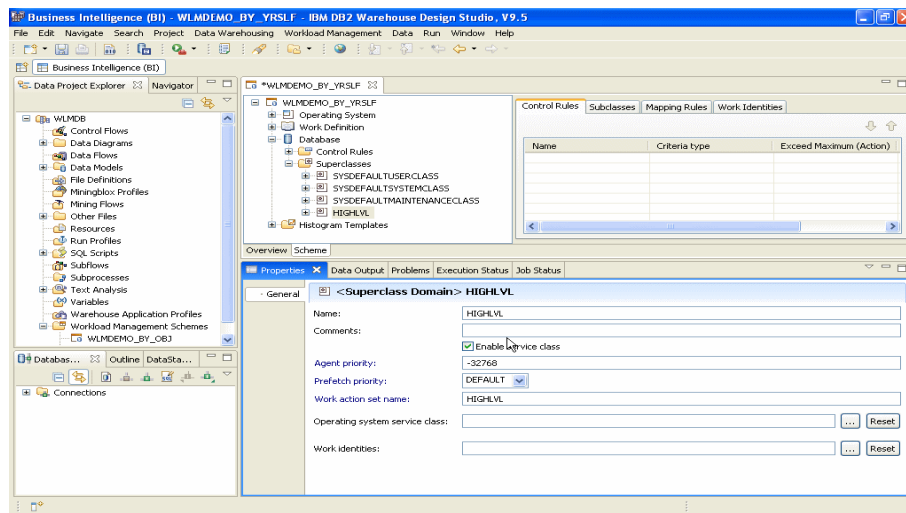 Business Intelligence (BI) - WLMDEMO_BY_YRSLF - IBM DB2 Warehouse Design Studio, V9.5
File Edit Navigate Search Project Data Warehousing Workload Management Data Run Window Help
Business Intelligence (BI)
Data Project Explorer Navigator
WLMDB
Control Flows
Data Diagrams
Data Flows
Data Models
File Definitions
Miningblox Profiles
Mining Flows
Other Files
Resources
Run Profiles
SQL Scripts
Subflows
Subprocesses
Text Analysis
Variables
Warehouse Application Profiles
Workload Management Schemes
WLMDEMO_BY_OBJ
Databas... Outline DataSta...
Connections
*WLMDEMO_BY_YRSLF
WLMDEMO_BY_YRSLF
Operating System
Work Definition
Database
Control Rules
Superclasses
SYSDEFAULTUSERCLASS
SYSDEFAULTSYSTEMCLASS
SYSDEFAULTMAINTENANCECLASS
HIGHLVL
Histogram Templates
Overview Scheme
Control Rules Subclasses Mapping Rules Work Identities
Name Criteria type Exceed Maximum (Action)
Properties Data Output Problems Execution Status Job Status
General
<Superclass Domain> HIGHLVL
Name: HIGHLVL
Comments:
Enable service class
Agent priority: -32768
Prefetch priority: DEFAULT
Work action set name: HIGHLVL
Operating system service class: ... Reset
Work identities: ... Reset